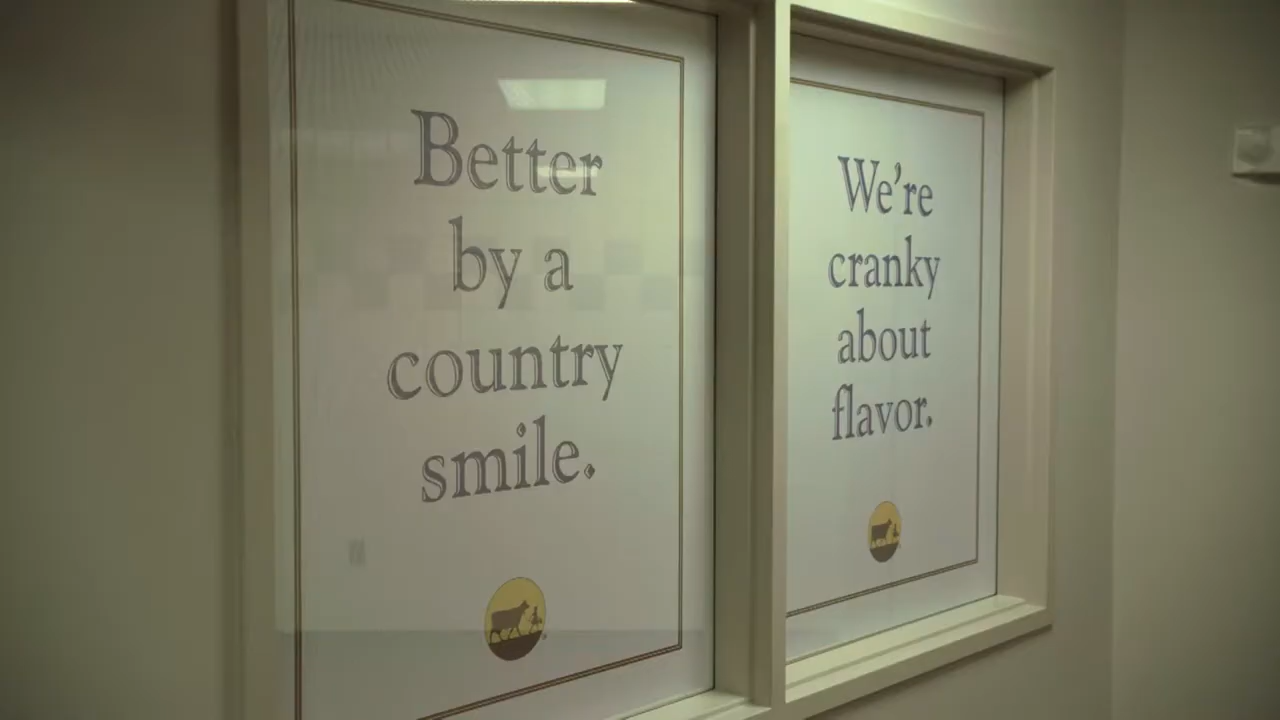 Better
by a
country
smile.
We're
cranky
about
flavor.